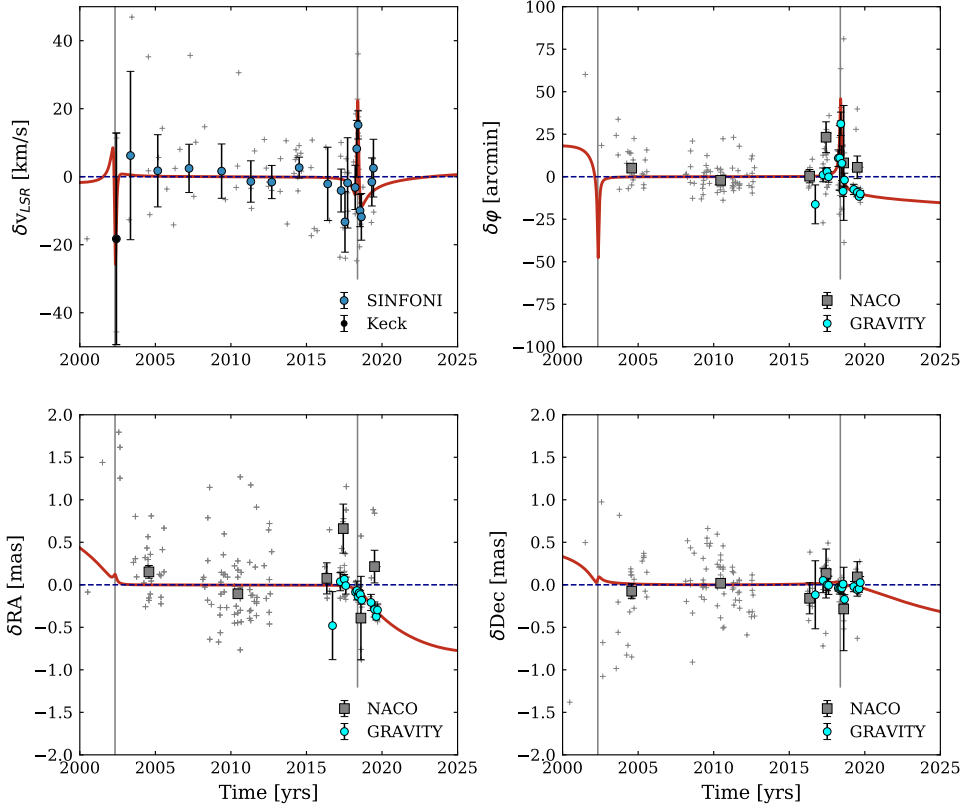 40
20
0
−20
−40
δv_LSR [km/s]
SINFONI
Keck
2000 2005 2010 2015 2020 2025
100
75
50
25
0
−25
−50
−75
−100
δφ [arcmin]
NACO
GRAVITY
2000 2005 2010 2015 2020 2025
2.0
1.5
1.0
0.5
0.0
−0.5
−1.0
−1.5
−2.0
δRA [mas]
NACO
GRAVITY
2000 2005 2010 2015 2020 2025
Time [yrs]
2.0
1.5
1.0
0.5
0.0
−0.5
−1.0
−1.5
−2.0
δDec [mas]
NACO
GRAVITY
2000 2005 2010 2015 2020 2025
Time [yrs]